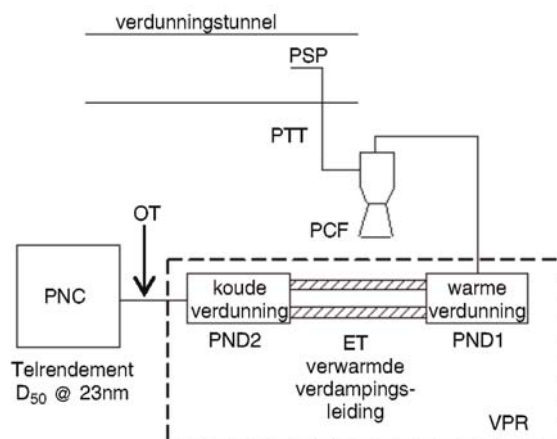 verdunningstunnel
PSP
PTT
PCF
OT
PNC
koude
verdunning
warme
verdunning
PND2
ET
PND1
verwarmde
verdampings-
leiding
Telrendement
D₅₀ @ 23nm
VPR